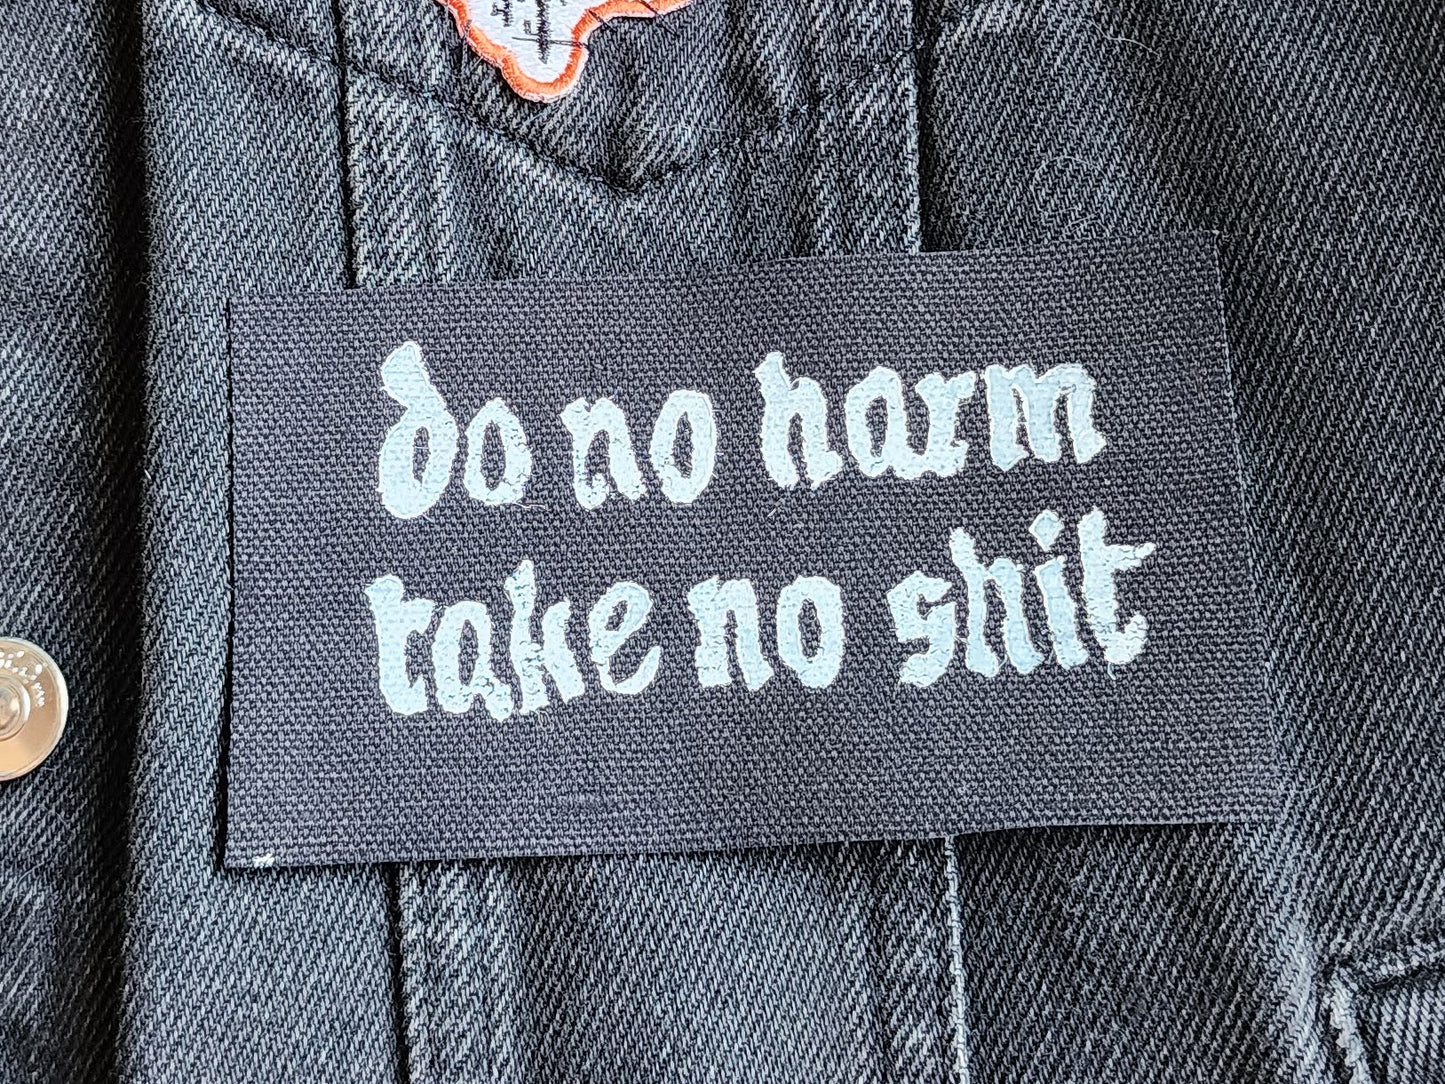 do no harm
take no shit